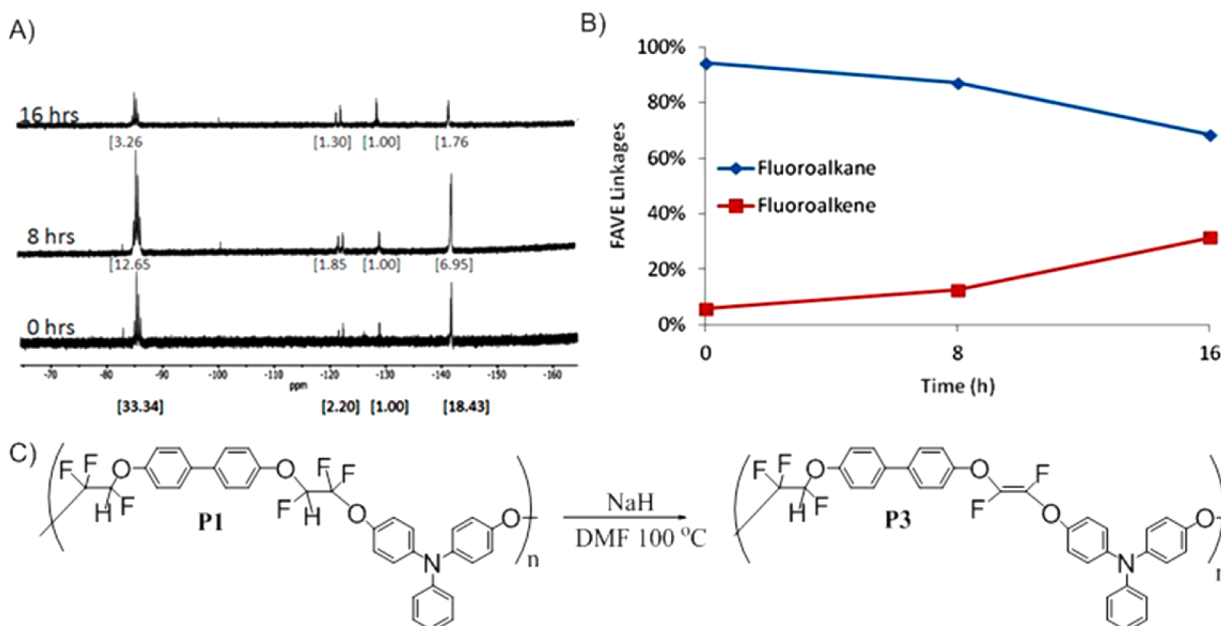 A)
16 hrs
[3.26
[1.30]
[1.00]
[1.76
8 hrs
[12.65
[1.85
[1.00]
[6.95]
0 hrs
-70 -80 -90 -100 -110 -120 -130 -140 -150 -160
ppm
[33.34]
[2.20]
[1.00]
[18.43]
B)
100%
80%
60%
40%
20%
0%
FAVE Linkages
Fluoroalkane
Fluoroalkene
0 8 16
Time (h)
C)
F F O O F F
F H F H O O
P1
N
n
NaH
DMF 100 °C
F F O O F
F H F O O
P3
N
n